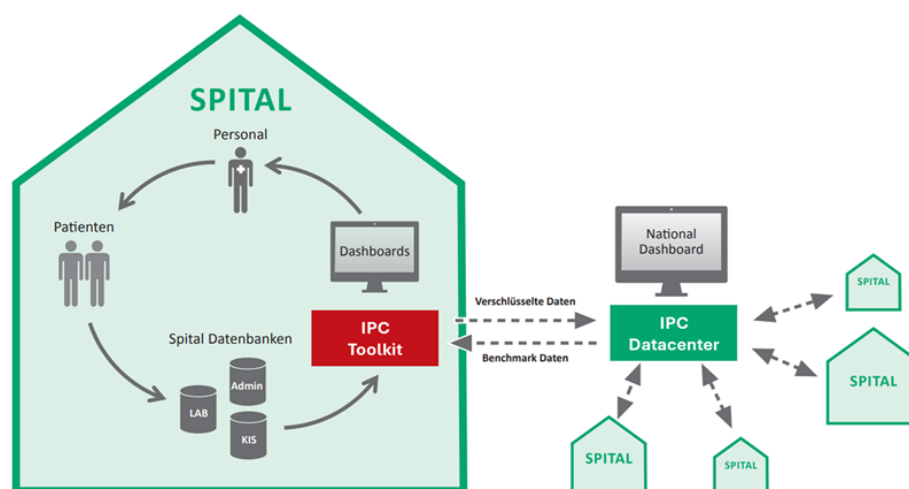 SPITAL
Personal
Patienten
Dashboards
Spital Datenbanken
Admin
LAB
KIS
IPC
Toolkit
Verschlüsselte Daten
Benchmark Daten
National
Dashboard
IPC
Datacenter
SPITAL
SPITAL
SPITAL
SPITAL